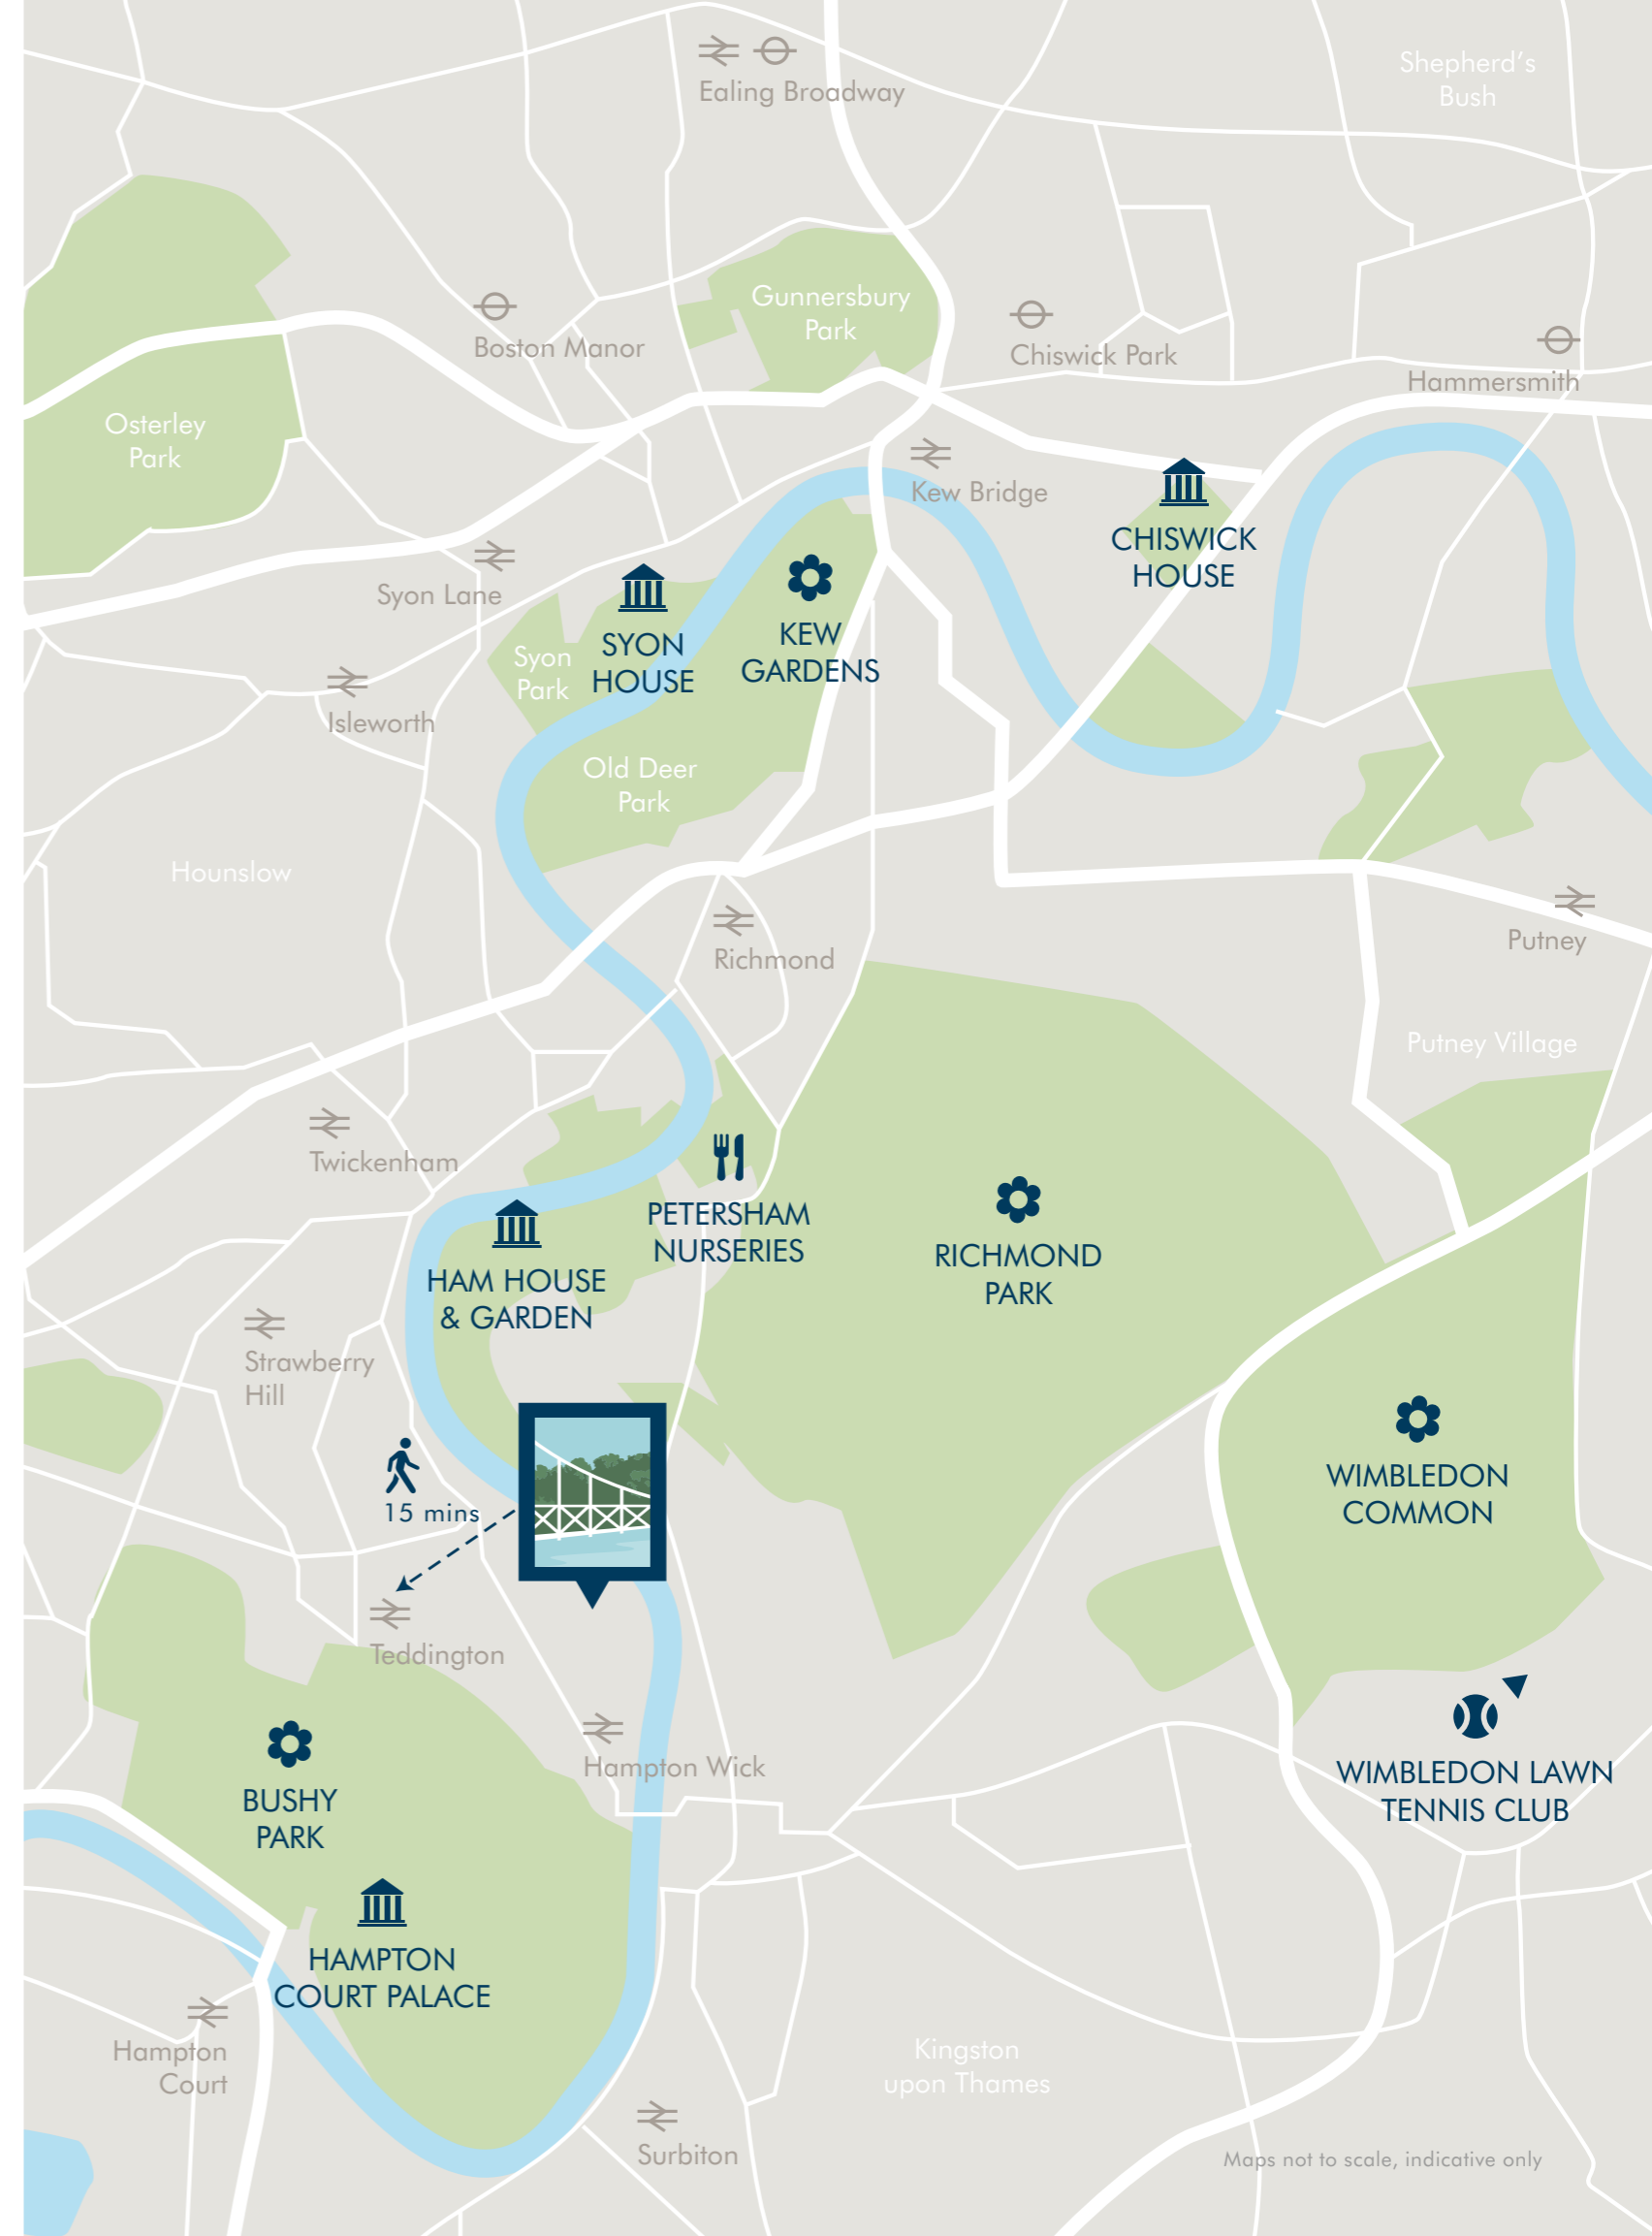 Ealing Broadway
Shepherd's
Bush
Gunnersbury
Park
Boston Manor
Chiswick Park
Hammersmith
Osterley
Park
Kew Bridge
CHISWICK
HOUSE
Syon Lane
SYON
HOUSE
KEW
GARDENS
Syon
Park
Isleworth
Old Deer
Park
Hounslow
Richmond
Putney
Putney Village
Twickenham
PETERSHAM
NURSERIES
RICHMOND
PARK
HAM HOUSE
& GARDEN
Strawberry
Hill
WIMBLEDON
COMMON
15 mins
Teddington
Hampton Wick
WIMBLEDON LAWN
TENNIS CLUB
BUSHY
PARK
HAMPTON
COURT PALACE
Hampton
Court
Kingston
upon Thames
Surbiton
Maps not to scale, indicative only